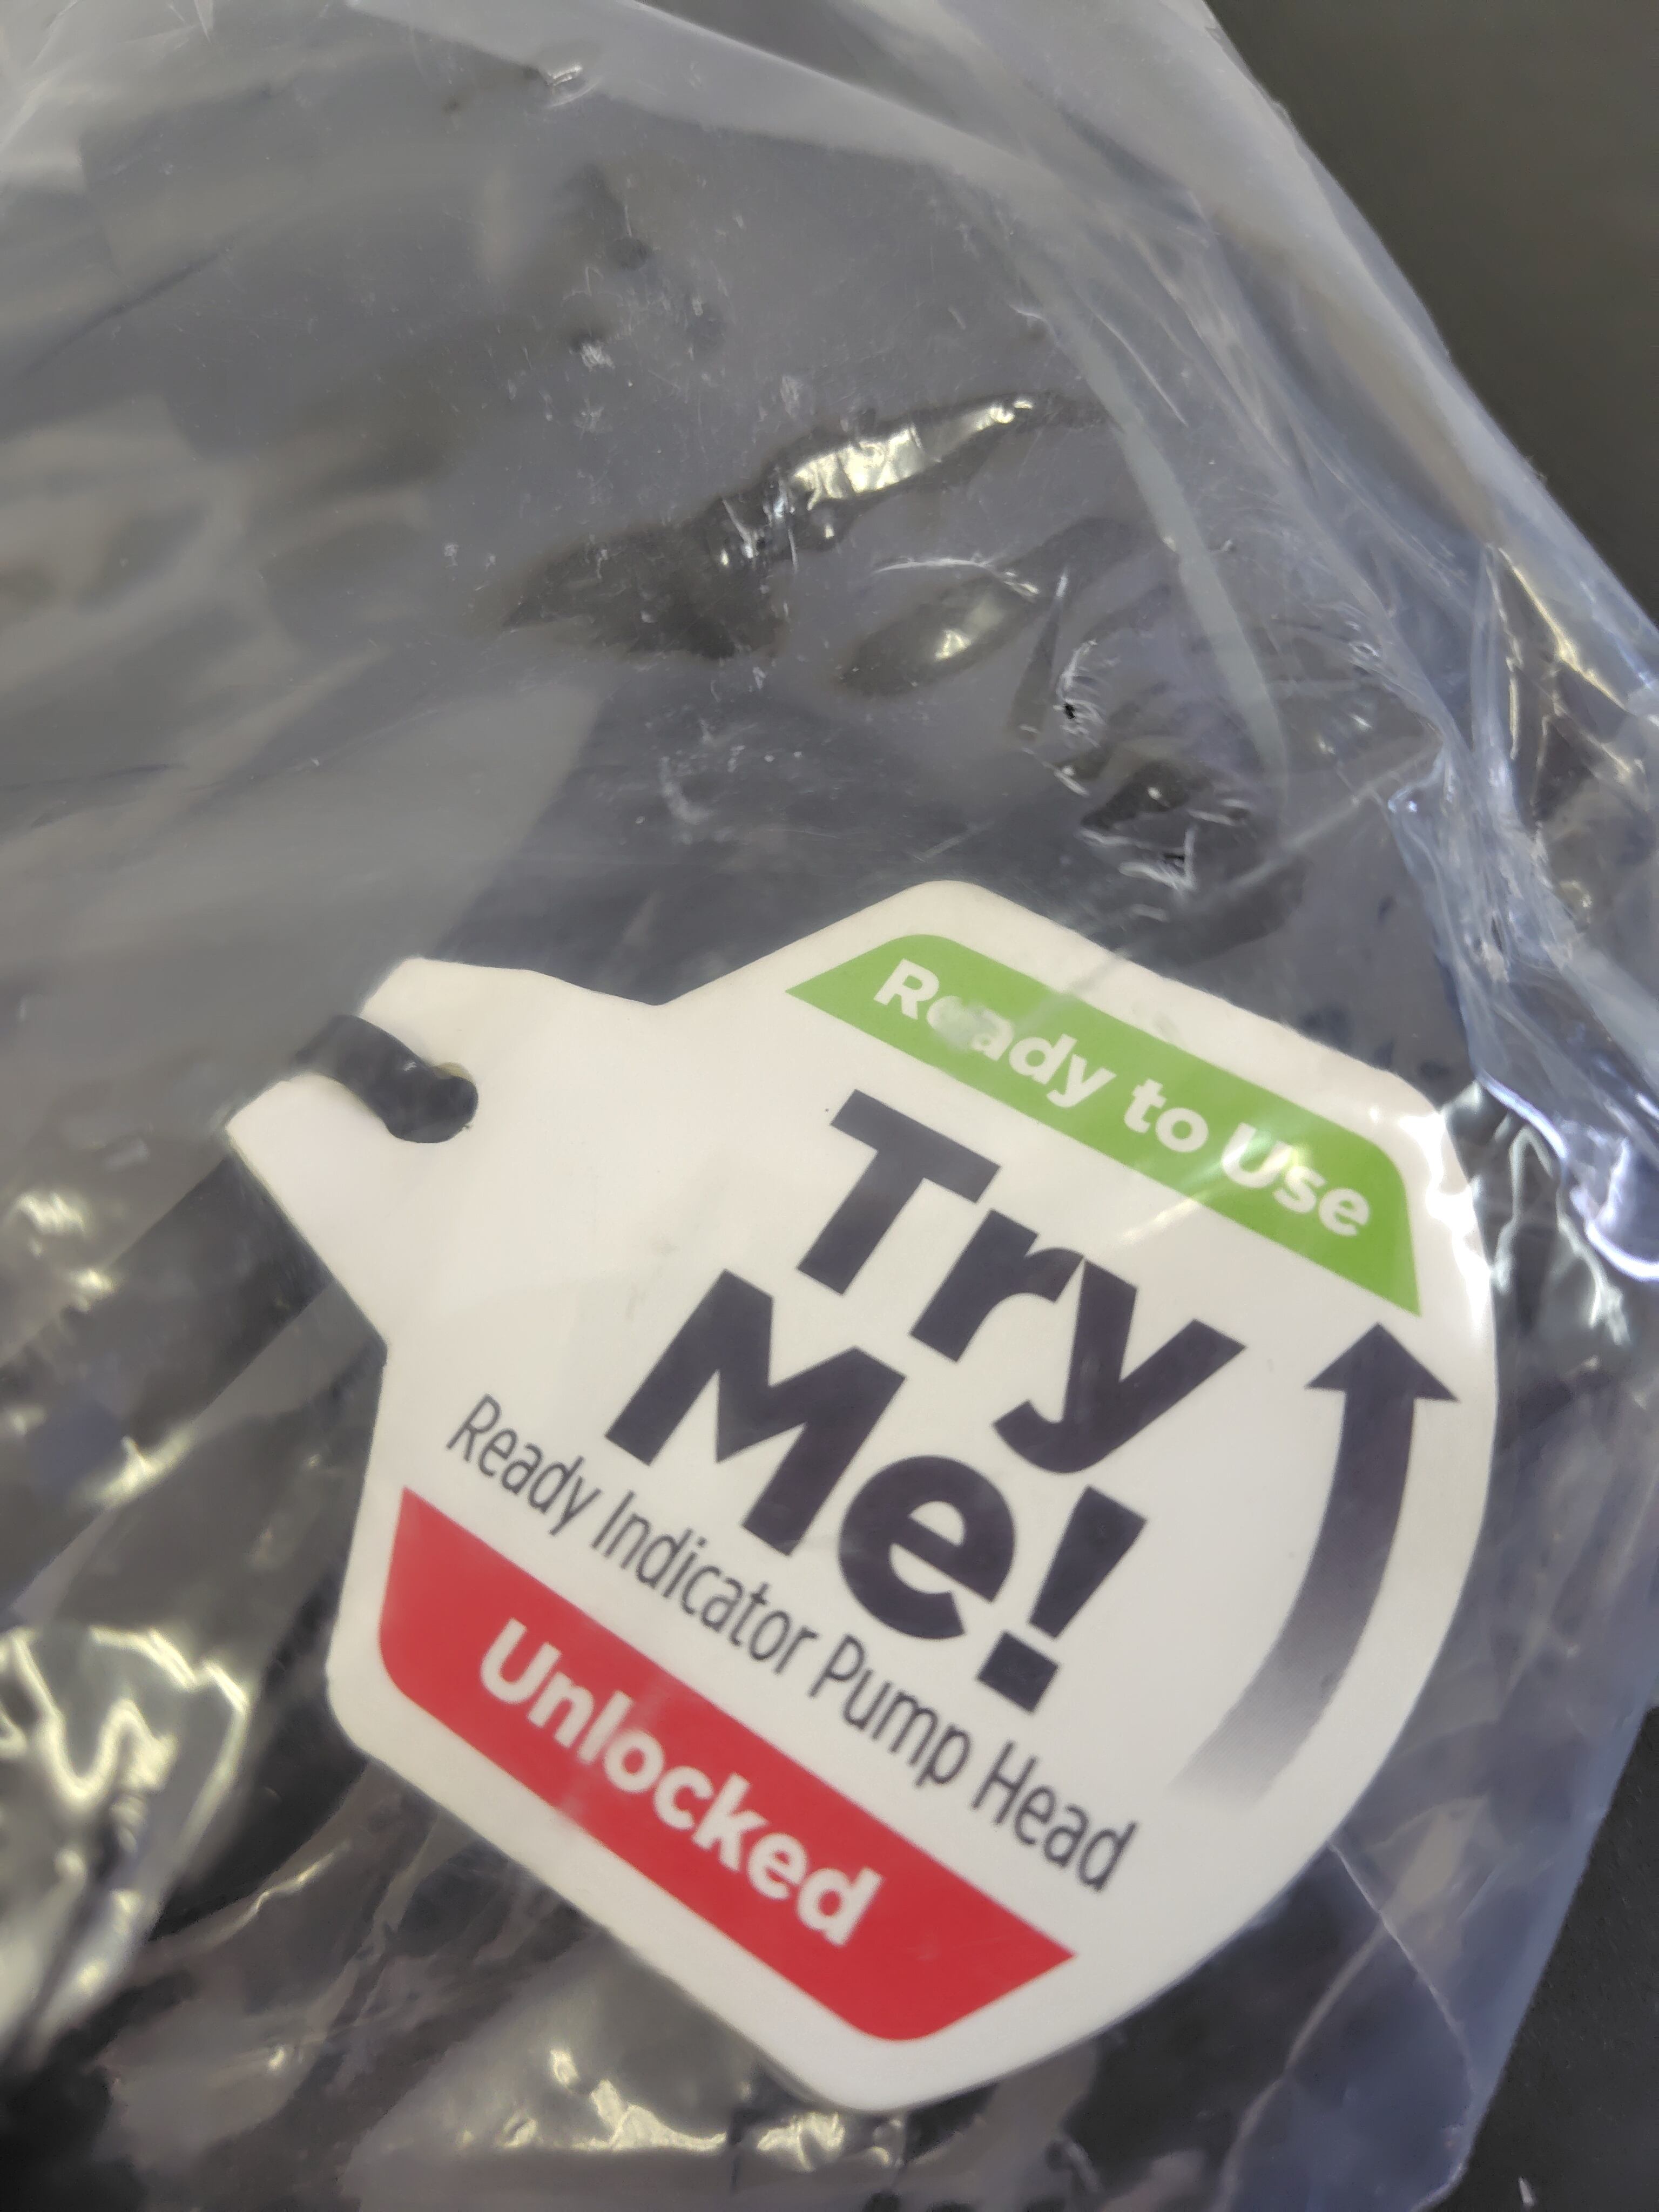 Ready to Use
Try
Me!
Ready Indicator Pump Head
Unlocked